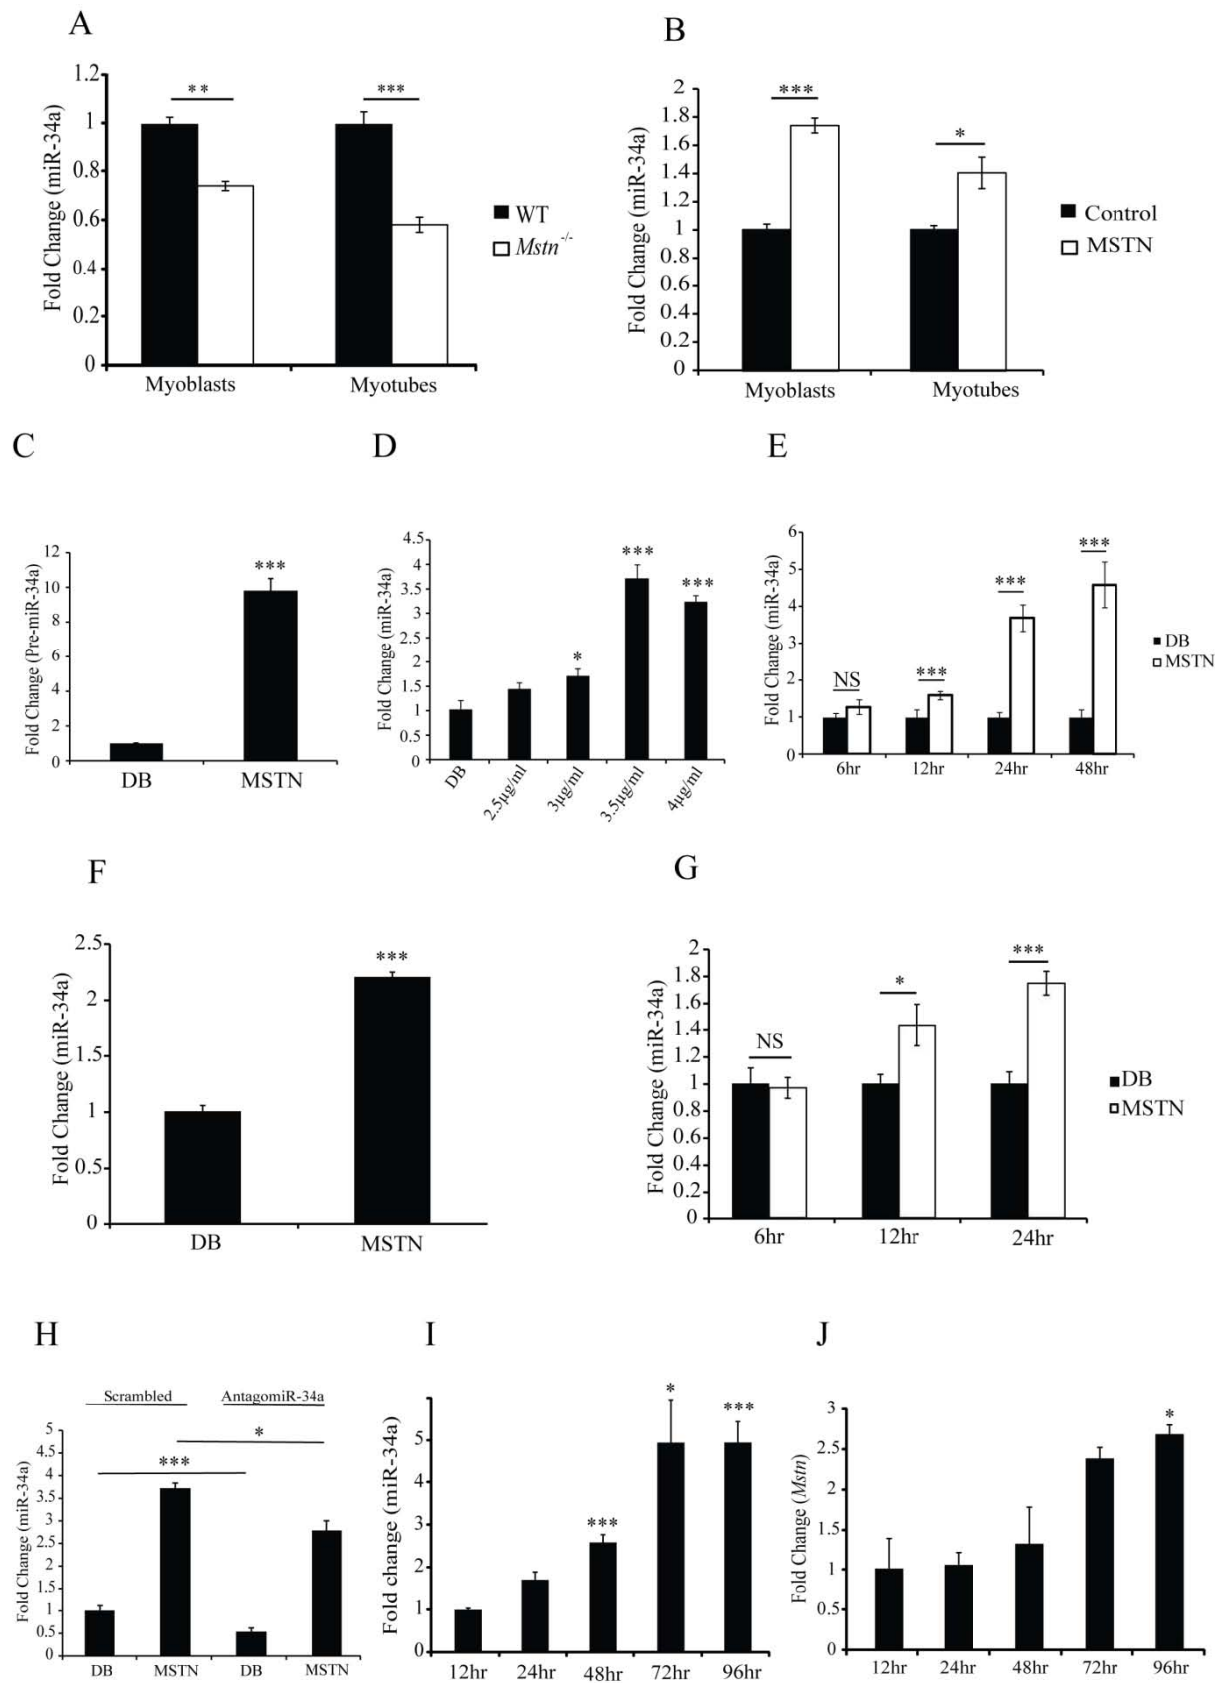 A
Fold Change (miR-34a)
1.2
1
0.8
0.6
0.4
0.2
0
**
***
Myoblasts
Myotubes
WT
Mstn-/-
B
Fold Change (miR-34a)
2
1.8
1.6
1.4
1.2
1
0.8
0.6
0.4
0.2
0
***
*
Myoblasts
Myotubes
Control
MSTN
C
Fold Change (Pre-miR-34a)
12
10
8
6
4
2
0
***
DB
MSTN
D
Fold Change (miR-34a)
4.5
4
3.5
3
2.5
2
1.5
1
0.5
0
*
***
***
DB
2.5µg/ml
3µg/ml
3.5µg/ml
4µg/ml
E
Fold Change (miR-34a)
6
5
4
3
2
1
0
NS
***
***
***
6hr
12hr
24hr
48hr
DB
MSTN
F
Fold Change (miR-34a)
2.5
2
1.5
1
0.5
0
***
DB
MSTN
G
Fold Change (miR-34a)
2
1.8
1.6
1.4
1.2
1
0.8
0.6
0.4
0.2
0
NS
*
***
6hr
12hr
24hr
DB
MSTN
H
Scrambled
AntagomiR-34a
Fold Change (miR-34a)
5
4.5
4
3.5
3
2.5
2
1.5
1
0.5
0
***
*
DB
MSTN
DB
MSTN
I
Fold change (miR-34a)
5
4
3
2
1
0
***
*
***
12hr
24hr
48hr
72hr
96hr
J
Fold Change (Mstn)
3
2.5
2
1.5
1
0.5
0
*
12hr
24hr
48hr
72hr
96hr